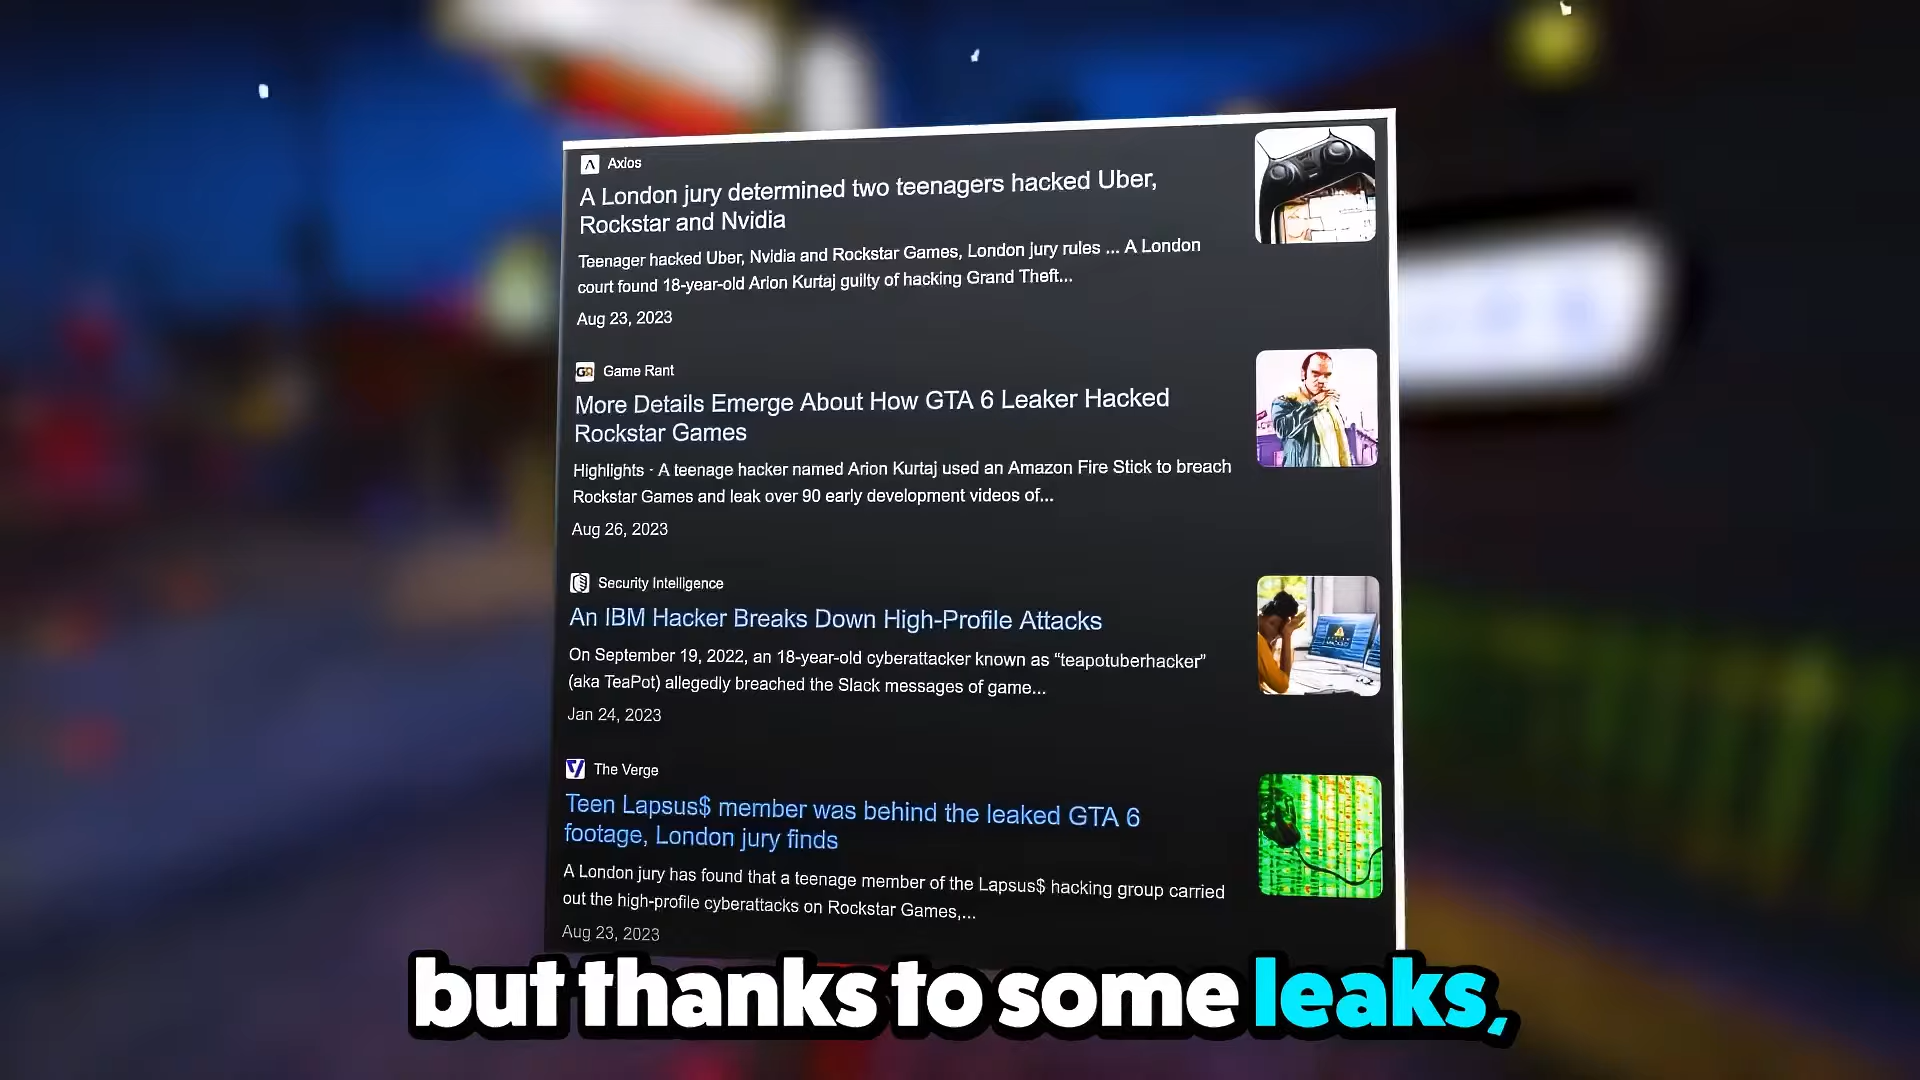 Axios
A London jury determined two teenagers hacked Uber,
Rockstar and Nvidia
Teenager hacked Uber, Nvidia and Rockstar Games, London jury rules ... A London
court found 18-year-old Arion Kurtaj guilty of hacking Grand Theft...
Aug 23, 2023
GR Game Rant
More Details Emerge About How GTA 6 Leaker Hacked
Rockstar Games
Highlights · A teenage hacker named Arion Kurtaj used an Amazon Fire Stick to breach
Rockstar Games and leak over 90 early development videos of...
Aug 26, 2023
Security Intelligence
An IBM Hacker Breaks Down High-Profile Attacks
On September 19, 2022, an 18-year-old cyberattacker known as “teapotuberhacker”
(aka TeaPot) allegedly breached the Slack messages of game...
Jan 24, 2023
The Verge
Teen Lapsus$ member was behind the leaked GTA 6
footage, London jury finds
A London jury has found that a teenage member of the Lapsus$ hacking group carried
out the high-profile cyberattacks on Rockstar Games,...
Aug 23, 2023
but thanks to some leaks,